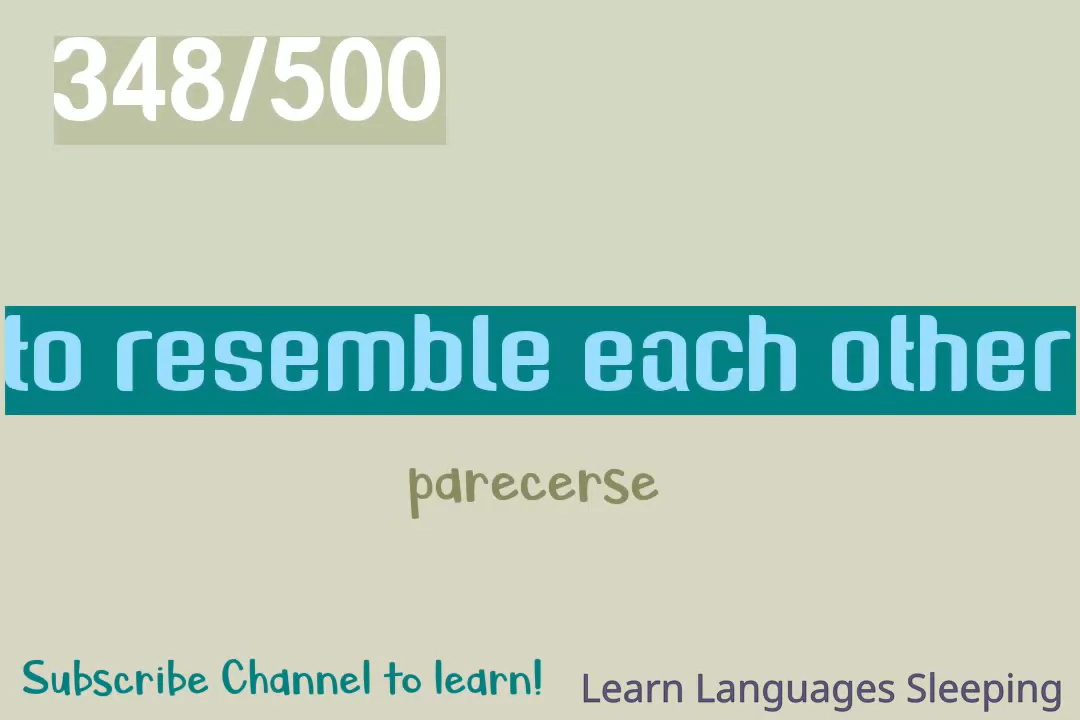 348/500
to resemble each other
parecerse
Subscribe Channel to learn!
Learn Languages Sleeping